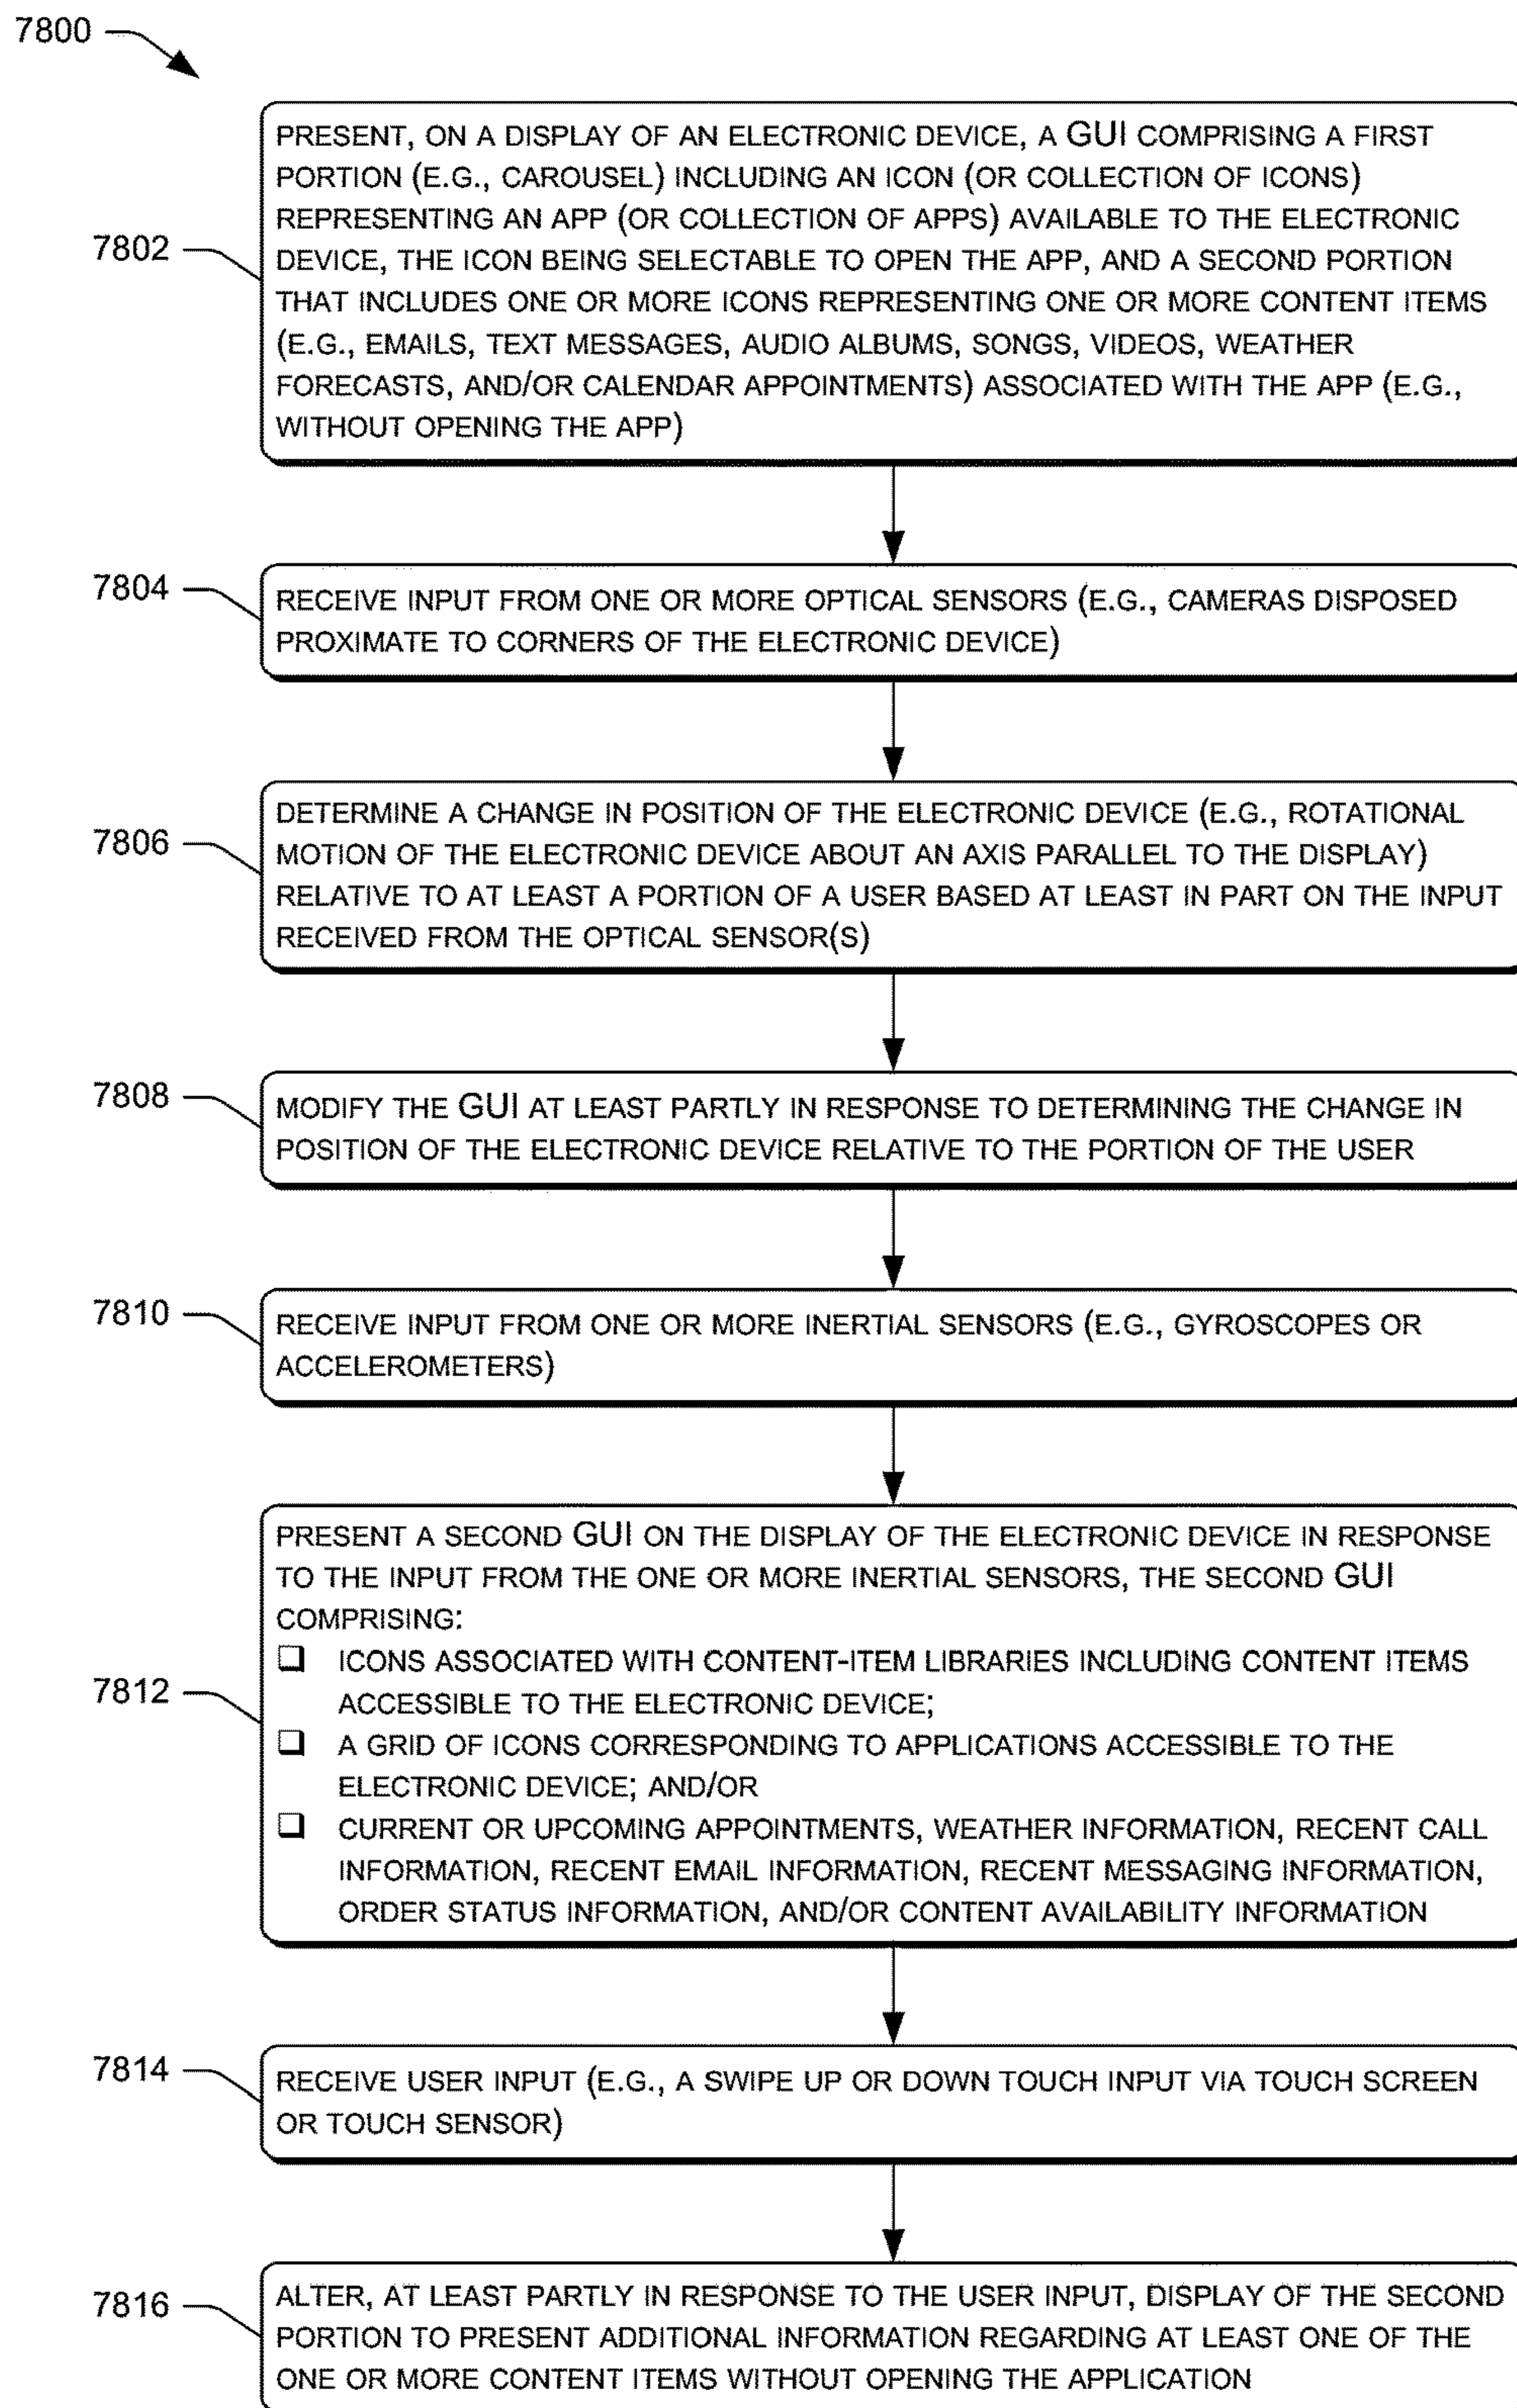 7800
PRESENT, ON A DISPLAY OF AN ELECTRONIC DEVICE, A GUI COMPRISING A FIRST
PORTION (E.G., CAROUSEL) INCLUDING AN ICON (OR COLLECTION OF ICONS)
REPRESENTING AN APP (OR COLLECTION OF APPS) AVAILABLE TO THE ELECTRONIC
7802
DEVICE, THE ICON BEING SELECTABLE TO OPEN THE APP, AND A SECOND PORTION
THAT INCLUDES ONE OR MORE ICONS REPRESENTING ONE OR MORE CONTENT ITEMS
(E.G., EMAILS, TEXT MESSAGES, AUDIO ALBUMS, SONGS, VIDEOS, WEATHER
FORECASTS, AND/OR CALENDAR APPOINTMENTS) ASSOCIATED WITH THE APP (E.G.,
WITHOUT OPENING THE APP)
7804
RECEIVE INPUT FROM ONE OR MORE OPTICAL SENSORS (E.G., CAMERAS DISPOSED
PROXIMATE TO CORNERS OF THE ELECTRONIC DEVICE)
7806
DETERMINE A CHANGE IN POSITION OF THE ELECTRONIC DEVICE (E.G., ROTATIONAL
MOTION OF THE ELECTRONIC DEVICE ABOUT AN AXIS PARALLEL TO THE DISPLAY)
RELATIVE TO AT LEAST A PORTION OF A USER BASED AT LEAST IN PART ON THE INPUT
RECEIVED FROM THE OPTICAL SENSOR(S)
7808
MODIFY THE GUI AT LEAST PARTLY IN RESPONSE TO DETERMINING THE CHANGE IN
POSITION OF THE ELECTRONIC DEVICE RELATIVE TO THE PORTION OF THE USER
7810
RECEIVE INPUT FROM ONE OR MORE INERTIAL SENSORS (E.G., GYROSCOPES OR
ACCELEROMETERS)
PRESENT A SECOND GUI ON THE DISPLAY OF THE ELECTRONIC DEVICE IN RESPONSE
TO THE INPUT FROM THE ONE OR MORE INERTIAL SENSORS, THE SECOND GUI
COMPRISING:
❑ ICONS ASSOCIATED WITH CONTENT-ITEM LIBRARIES INCLUDING CONTENT ITEMS
7812
ACCESSIBLE TO THE ELECTRONIC DEVICE;
❑ A GRID OF ICONS CORRESPONDING TO APPLICATIONS ACCESSIBLE TO THE
ELECTRONIC DEVICE; AND/OR
❑ CURRENT OR UPCOMING APPOINTMENTS, WEATHER INFORMATION, RECENT CALL
INFORMATION, RECENT EMAIL INFORMATION, RECENT MESSAGING INFORMATION,
ORDER STATUS INFORMATION, AND/OR CONTENT AVAILABILITY INFORMATION
7814
RECEIVE USER INPUT (E.G., A SWIPE UP OR DOWN TOUCH INPUT VIA TOUCH SCREEN
OR TOUCH SENSOR)
7816
ALTER, AT LEAST PARTLY IN RESPONSE TO THE USER INPUT, DISPLAY OF THE SECOND
PORTION TO PRESENT ADDITIONAL INFORMATION REGARDING AT LEAST ONE OF THE
ONE OR MORE CONTENT ITEMS WITHOUT OPENING THE APPLICATION